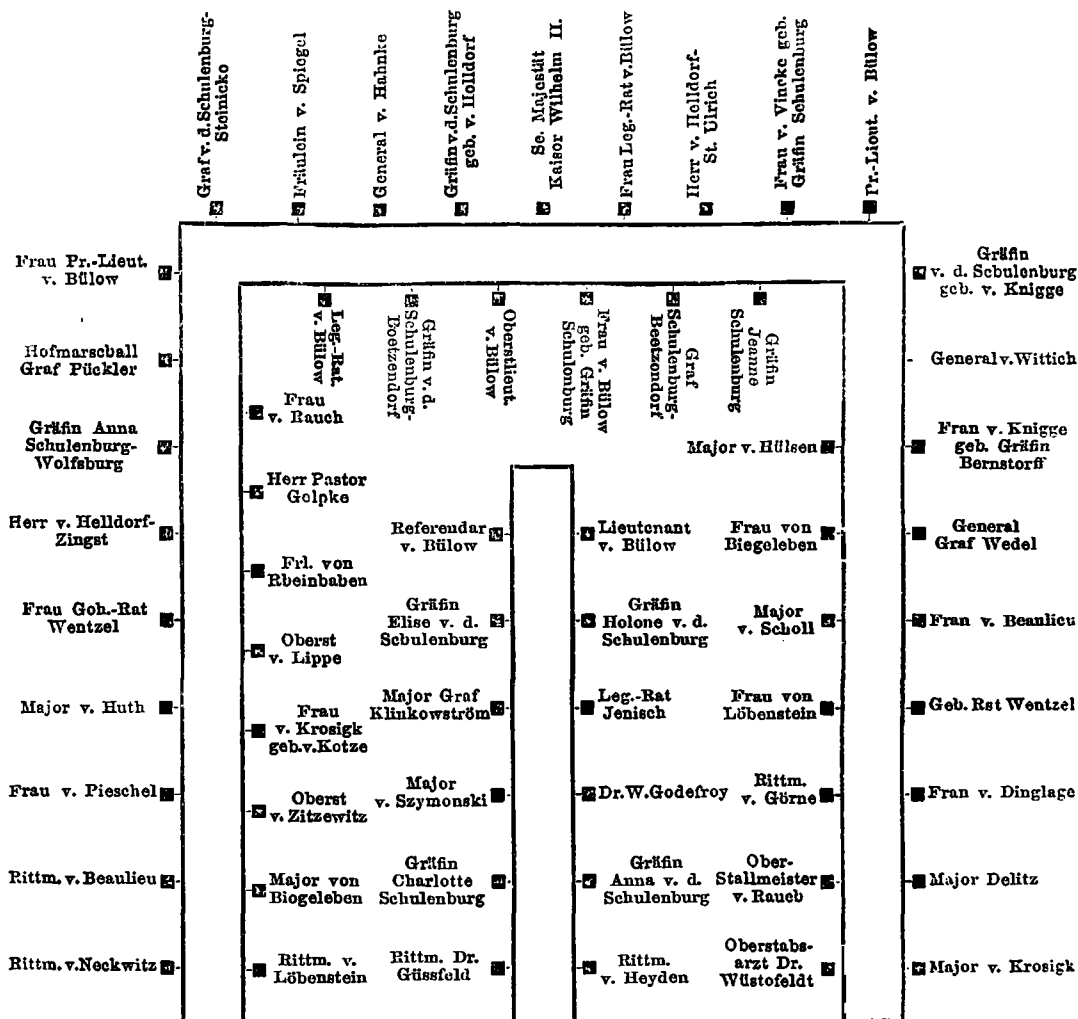 Graf v. d. Schulenburg-
Steinicke
Fräulein v. Spiegel
General v. Hahnke
Gräfin v. d. Schulenburg
geb. v. Holldorf
Se. Majestät
Kaiser Wilhelm II.
Frau Leg.-Rat v. Bülow
Herr v. Holldorf-
St. Ulrich
Frau v. Vincke geb.
Gräfin Schulenburg
Pr.-Lieut. v. Bülow
Frau Pr.-Lieut.
v. Bülow
Hofmarschall
Graf Pückler
Gräfin Anna
Schulenburg-
Wolfsburg
Herr v. Helldorf-
Zingst
Frau Geh.-Rat
Wentzel
Major v. Huth
Frau v. Pieschel
Rittm. v. Beaulieu
Rittm. v. Neckwitz
Leg.-Rat.
v. Bülow
Gräfin v. d.
Schulenburg-
Beetzendorf
Oberstlieut.
v. Bülow
Frau v. Bülow
geb. Gräfin
Schulenburg
Graf
Schulenburg-
Beetzendorf
Gräfin
Jeanne
Schulenburg
Frau
v. Rauch
Herr Pastor
Golpke
Frl. von
Rheinbaben
Oberst
v. Lippe
Frau
v. Krosigk
geb. v. Kotze
Oberst
v. Zitzewitz
Major von
Biegeleben
Rittm. v.
Löbenstein
Referendar
v. Bülow
Gräfin
Elise v. d.
Schulenburg
Major Graf
Klinkowström
Major
v. Szymonski
Gräfin
Charlotte
Schulenburg
Rittm. Dr.
Güssfeld
Lieutenant
v. Bülow
Gräfin
Helene v. d.
Schulenburg
Leg.-Rat
Jenisch
Dr. W. Godefroy
Gräfin
Anna v. d.
Schulenburg
Rittm.
v. Heyden
Major v. Hülsen
Frau von
Biegeleben
Major
v. Scholl
Frau von
Löbenstein
Rittm.
v. Görne
Ober-
Stallmeister
v. Rauch
Oberstabs-
arzt Dr.
Wüstefeldt
Gräfin
v. d. Schulenburg
geb. v. Knigge
General v. Wittich
Frau v. Knigge
geb. Gräfin
Bernstorff
General
Graf Wedel
Frau v. Beaulieu
Geh. Rat Wentzel
Frau v. Dinglage
Major Delitz
Major v. Krosigk